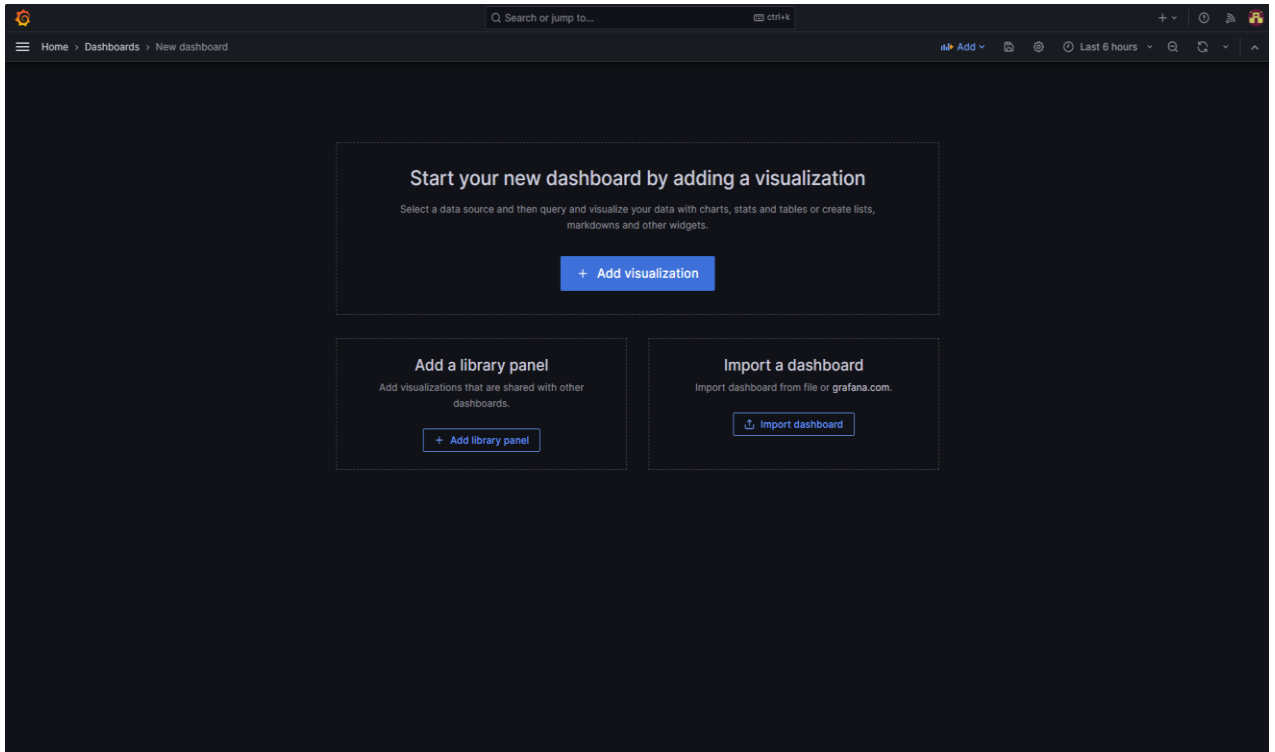 Search or jump to...
ctrl+k
Home › Dashboards › New dashboard
Add
Last 6 hours
Start your new dashboard by adding a visualization
Select a data source and then query and visualize your data with charts, stats and tables or create lists,
markdowns and other widgets.
+ Add visualization
Add a library panel
Add visualizations that are shared with other
dashboards.
+ Add library panel
Import a dashboard
Import dashboard from file or grafana.com.
Import dashboard